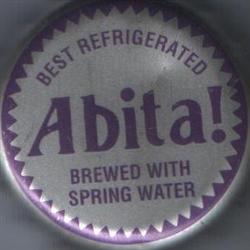 BEST REFRIGERATED
Abita!
BREWED WITH
SPRING WATER